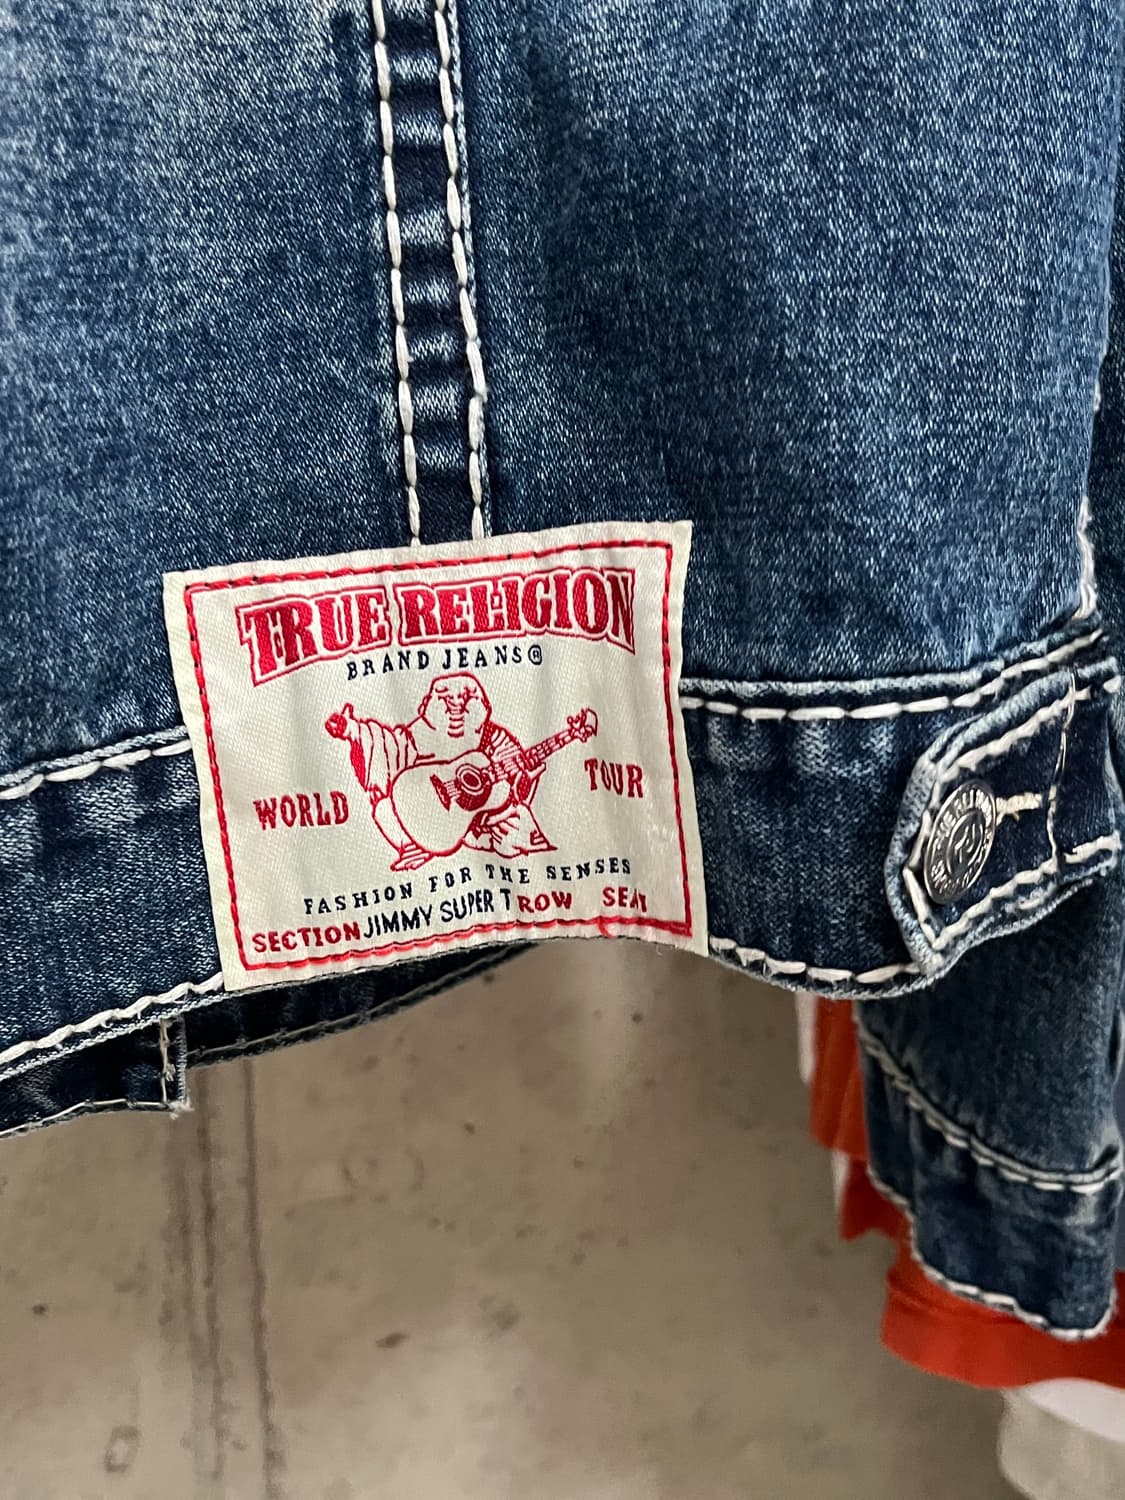 TRUE RELIGION
BRAND JEANS®
WORLD TOUR
FASHION FOR THE SENSES
SECTION JIMMY SUPER T ROW SEAT